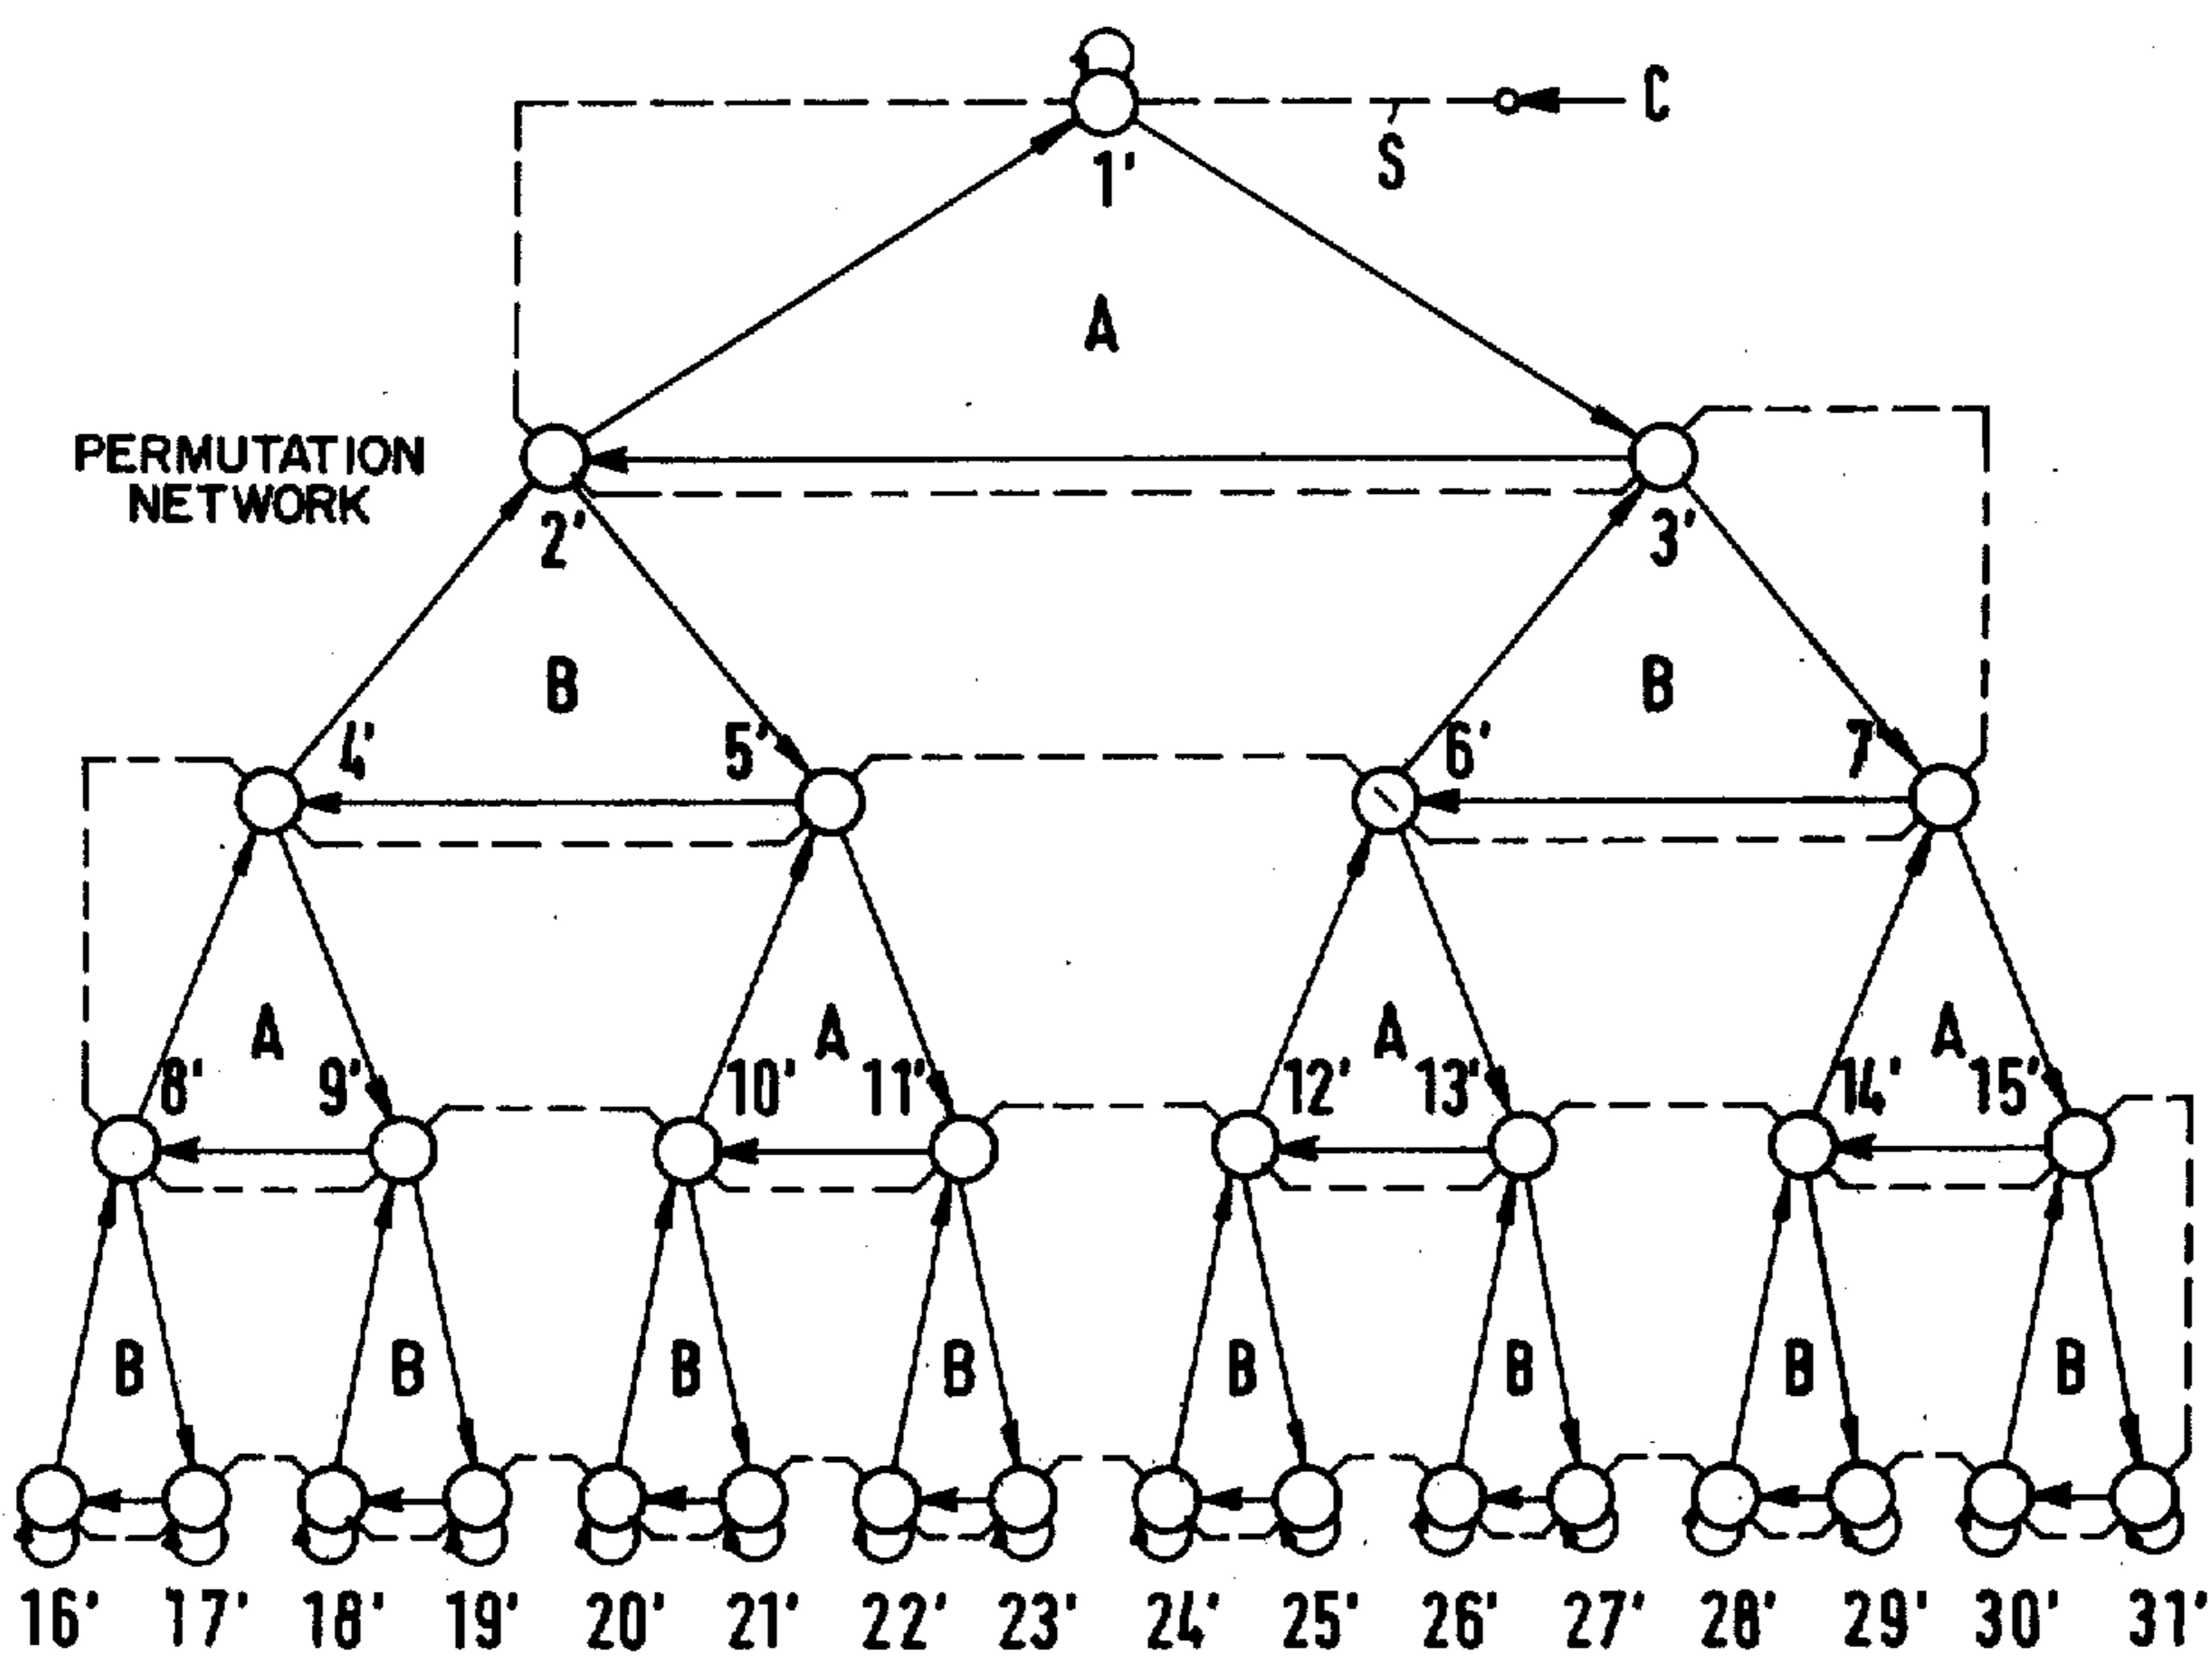 C
S
1'
A
PERMUTATION
NETWORK
2'
3'
B
B
4'
5'
6'
7'
A
A
A
A
8'
9'
10'
11'
12'
13'
14'
15'
B
B
B
B
B
B
B
B
16' 17' 18' 19' 20' 21' 22' 23' 24' 25' 26' 27' 28' 29' 30' 31'